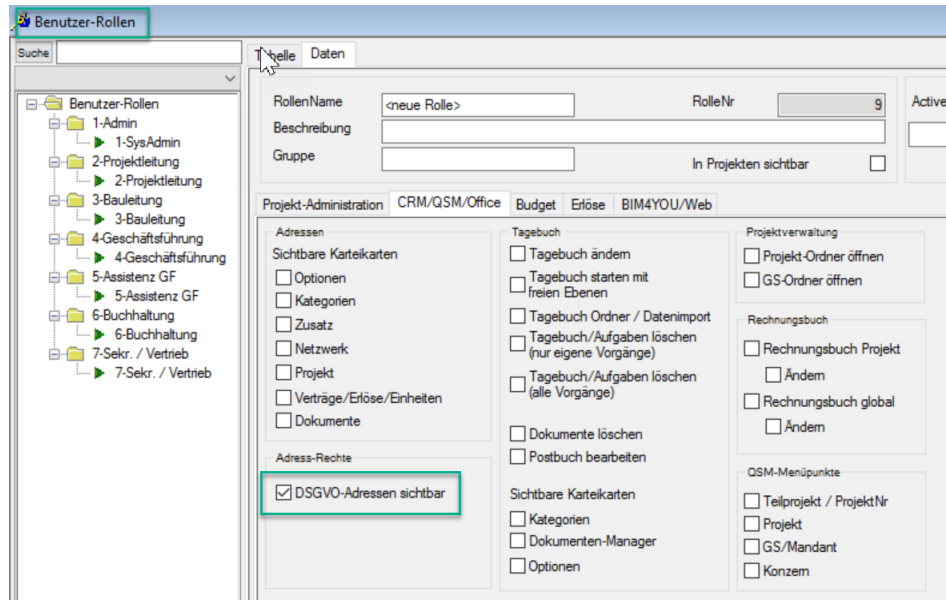 Benutzer-Rollen
Suche
Tabelle Daten
Benutzer-Rollen
1-Admin
1-SysAdmin
2-Projektleitung
2-Projektleitung
3-Bauleitung
3-Bauleitung
4-Geschäftsführung
4-Geschäftsführung
5-Assistenz GF
5-Assistenz GF
6-Buchhaltung
6-Buchhaltung
7-Sekr. / Vertrieb
7-Sekr. / Vertrieb
RollenName <neue Rolle> RolleNr 9 Active
Beschreibung
Gruppe In Projekten sichtbar
Projekt-Administration CRM/QSM/Office Budget Erlöse BIM4YOU/Web
Adressen
Sichtbare Karteikarten
Optionen
Kategorien
Zusatz
Netzwerk
Projekt
Verträge/Erlöse/Einheiten
Dokumente
Adress-Rechte
DSGVO-Adressen sichtbar
Tagebuch
Tagebuch ändern
Tagebuch starten mit
freien Ebenen
Tagebuch Ordner / Datenimport
Tagebuch/Aufgaben löschen
(nur eigene Vorgänge)
Tagebuch/Aufgaben löschen
(alle Vorgänge)
Dokumente löschen
Postbuch bearbeiten
Sichtbare Karteikarten
Kategorien
Dokumenten-Manager
Optionen
Projektverwaltung
Projekt-Ordner öffnen
GS-Ordner öffnen
Rechnungsbuch
Rechnungsbuch Projekt
Ändern
Rechnungsbuch global
Ändern
QSM-Menüpunkte
Teilprojekt / ProjektNr
Projekt
GS/Mandant
Konzern